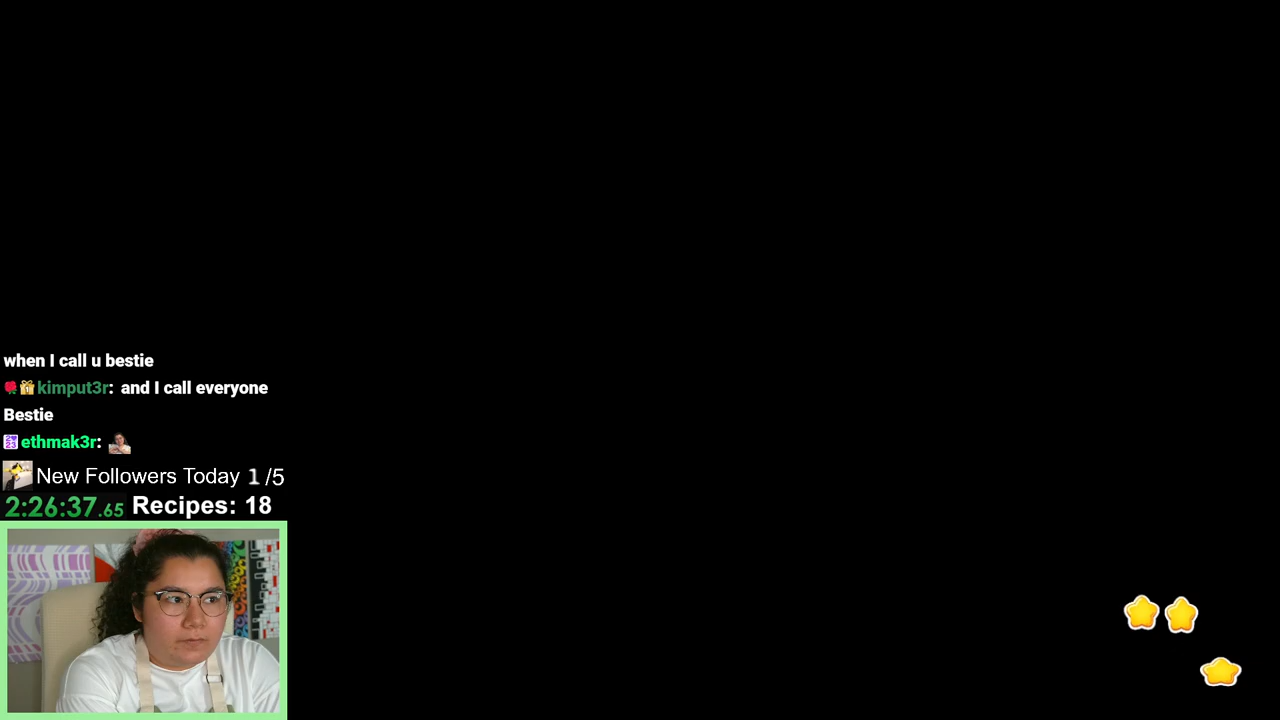 when I call u bestie
kimput3r: and I call everyone
Bestie
ethmak3r:
New Followers Today 1 /5
2:26:37.65 Recipes: 18